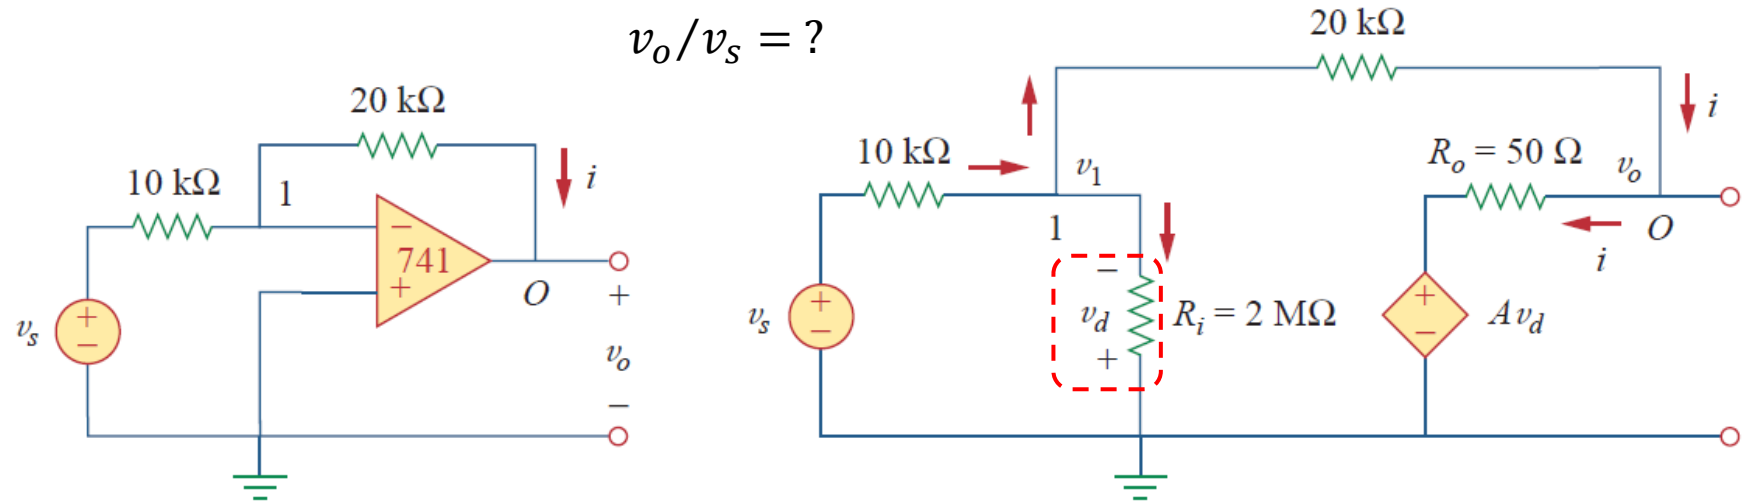 v_o/v_s = ?
20 kΩ
10 kΩ
1
i
−
741
+
v_s
+
−
O
+
v_o
−
20 kΩ
i
10 kΩ
v_1
R_o = 50 Ω
v_o
1
O
i
−
v_s
+
−
v_d
R_i = 2 MΩ
+
+
−
Av_d